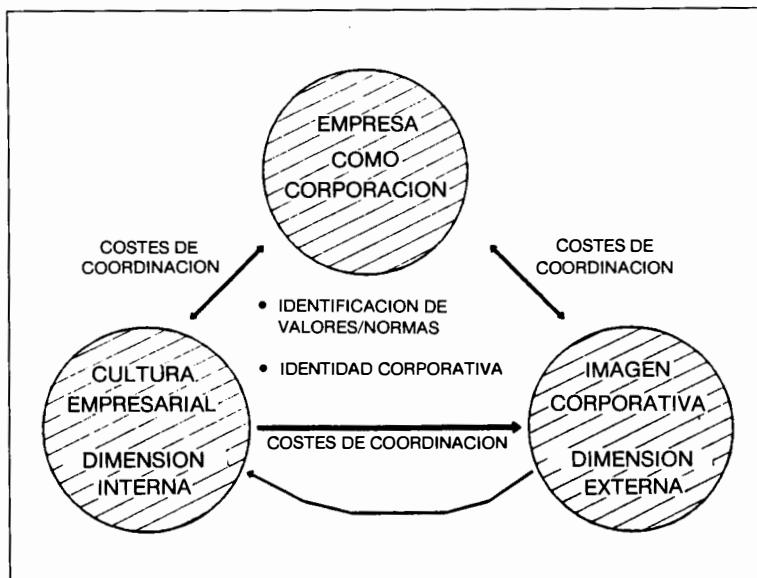 EMPRESA
COMO
CORPORACION
COSTES DE
COORDINACION
COSTES DE
COORDINACION
• IDENTIFICACION DE
VALORES/NORMAS
• IDENTIDAD CORPORATIVA
CULTURA
EMPRESARIAL
DIMENSION
INTERNA
COSTES DE COORDINACION
IMAGEN
CORPORATIVA
DIMENSION
EXTERNA